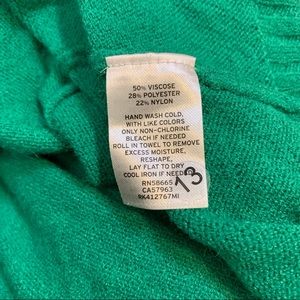 50% VISCOSE
28% POLYESTER
22% NYLON
HAND WASH COLD,
WITH LIKE COLORS
ONLY NON-CHLORINE
BLEACH IF NEEDED
ROLL IN TOWEL TO REMOVE
EXCESS MOISTURE,
RESHAPE,
LAY FLAT TO DRY
COOL IRON IF NEEDED
RN58665
CA57963
RK412767MI
13